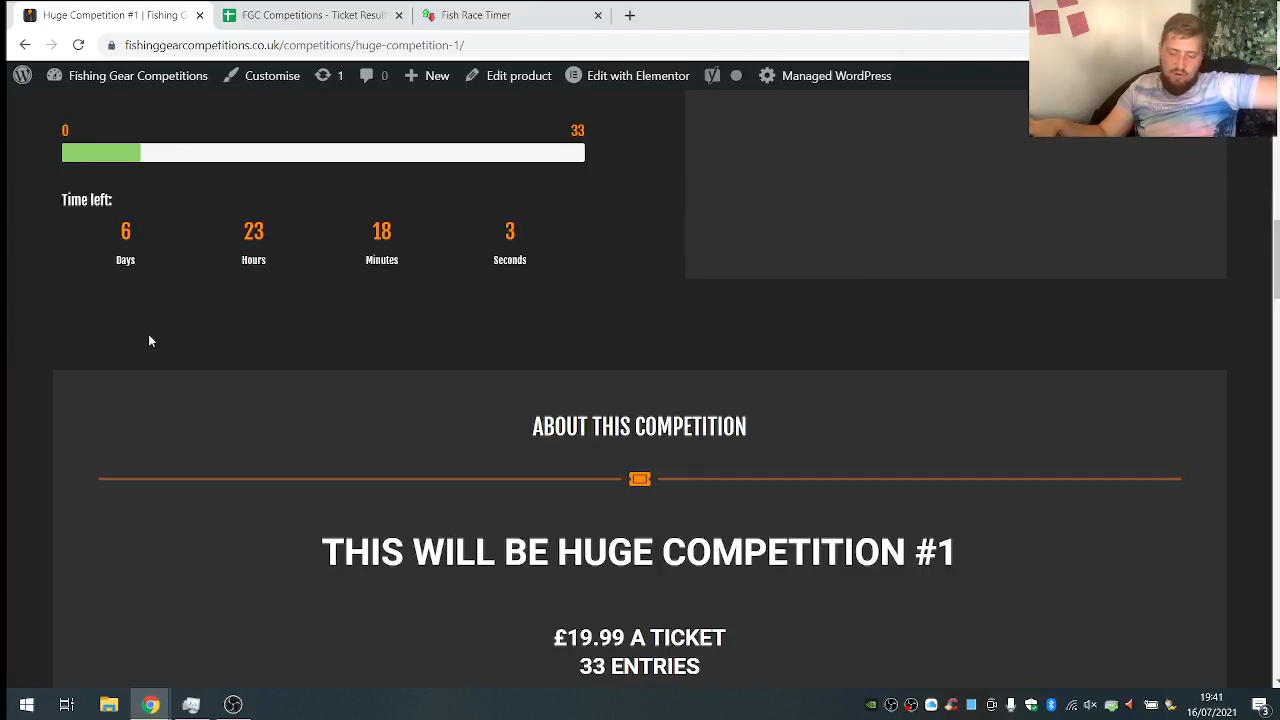 Huge Competition #1 | Fishing G
FGC Competitions - Ticket Result
Fish Race Timer
fishinggearcompetitions.co.uk/competitions/huge-competition-1/
Fishing Gear Competitions
Customise
1
0
New
Edit product
Edit with Elementor
Managed WordPress
0
33
Time left:
6
23
18
3
Days
Hours
Minutes
Seconds
ABOUT THIS COMPETITION
THIS WILL BE HUGE COMPETITION #1
£19.99 A TICKET
33 ENTRIES
19:41
16/07/2021
3